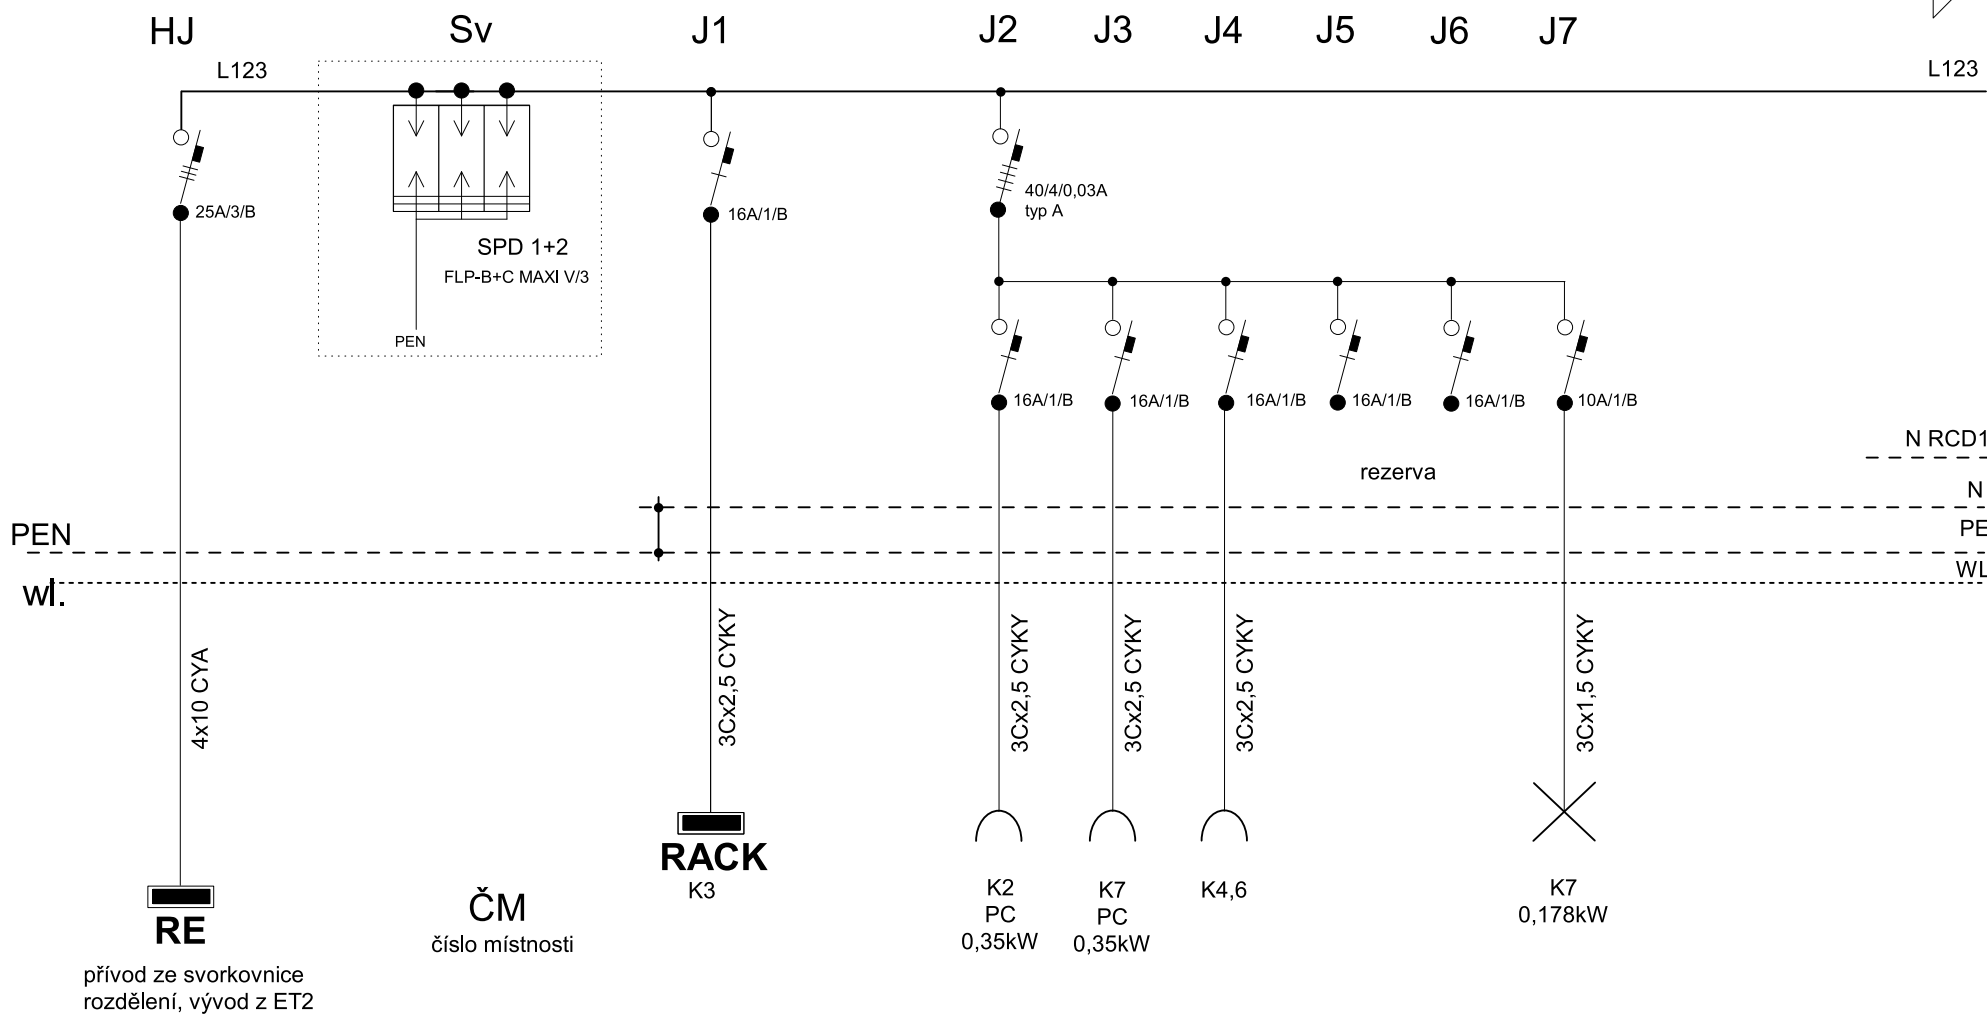 HJ
Sv
J1
J2
J3
J4
J5
J6
J7
L123
L123
25A/3/B
16A/1/B
40/4/0,03A
typ A
SPD 1+2
FLP-B+C MAXI V/3
PEN
16A/1/B
16A/1/B
16A/1/B
16A/1/B
16A/1/B
10A/1/B
N RCD1
rezerva
N
PEN
PE
WL
wl.
4x10 CYA
3Cx2,5 CYKY
3Cx2,5 CYKY
3Cx2,5 CYKY
3Cx2,5 CYKY
3Cx1,5 CYKY
RACK
K3
K2
PC
0,35kW
K7
PC
0,35kW
K4,6
K7
0,178kW
RE
přívod ze svorkovnice
rozdělení, vývod z ET2
ČM
číslo místnosti